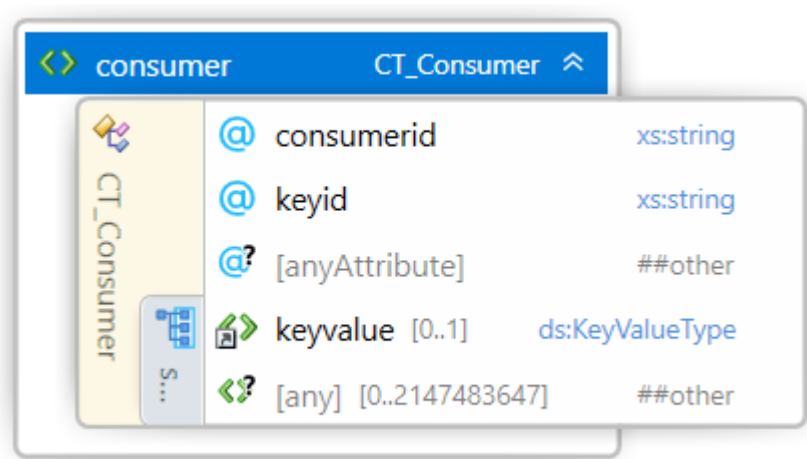 consumer CT_Consumer
CT_Consumer
@ consumerid xs:string
@ keyid xs:string
@? [anyAttribute] ##other
keyvalue [0..1] ds:KeyValueType
s...
? [any] [0..2147483647] ##other